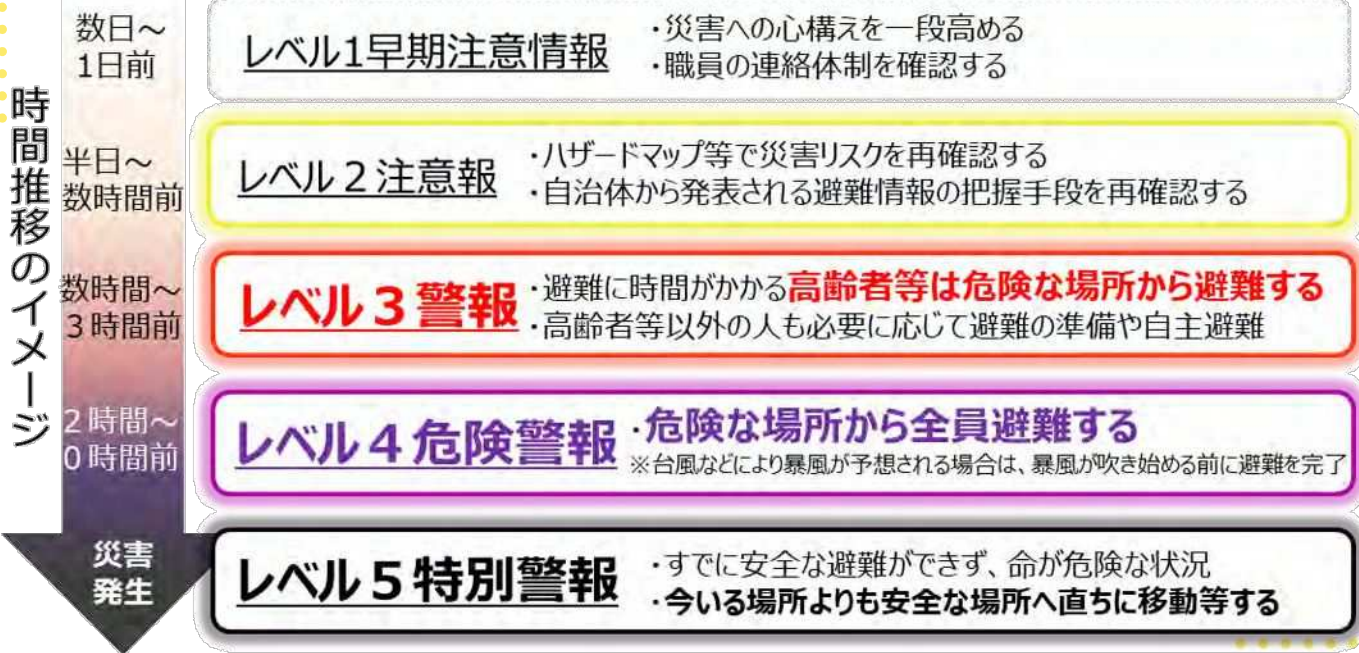 時間推移のイメージ
数日～
1日前
レベル1早期注意情報
・災害への心構えを一段高める
・職員の連絡体制を確認する
半日～
数時間前
レベル２注意報
・ハザードマップ等で災害リスクを再確認する
・自治体から発表される避難情報の把握手段を再確認する
数時間～
３時間前
レベル３警報
・避難に時間がかかる高齢者等は危険な場所から避難する
・高齢者等以外の人も必要に応じて避難の準備や自主避難
２時間～
０時間前
レベル４危険警報
・危険な場所から全員避難する
※台風などにより暴風が予想される場合は、暴風が吹き始める前に避難を完了
災害
発生
レベル５特別警報
・すでに安全な避難ができず、命が危険な状況
・今いる場所よりも安全な場所へ直ちに移動等する